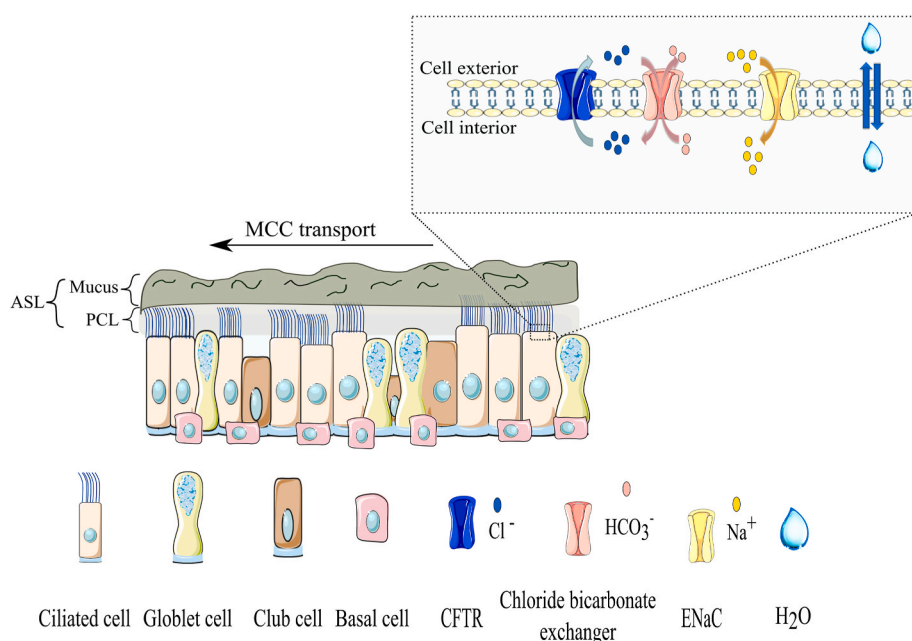 Cell exterior
Cell interior
MCC transport
ASL
Mucus
PCL
Cl -
HCO3-
Na+
Ciliated cell
Globlet cell
Club cell
Basal cell
CFTR
Chloride bicarbonate
exchanger
ENaC
H2O